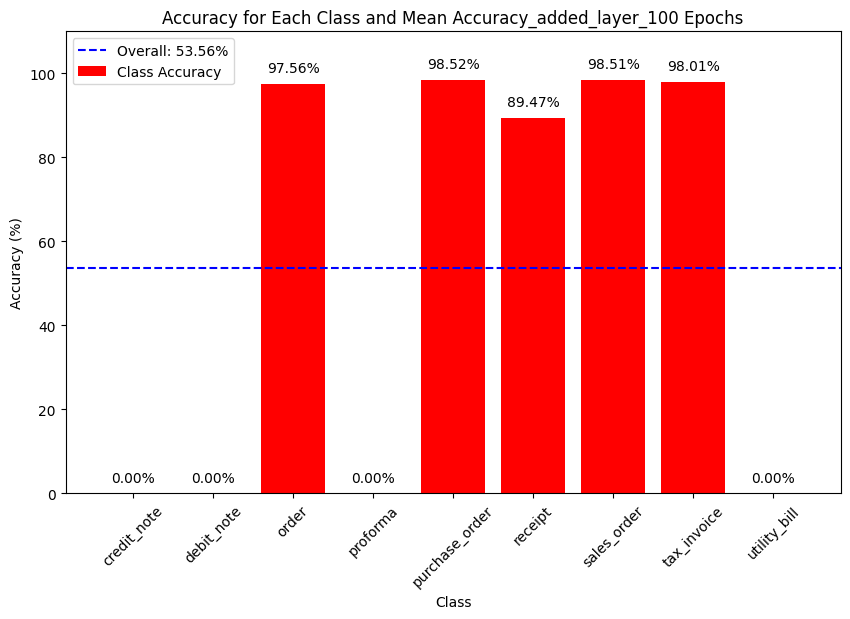 Accuracy for Each Class and Mean Accuracy_added_layer_100 Epochs
Overall: 53.56%
Class Accuracy
97.56%
98.52%
89.47%
98.51%
98.01%
0.00%
0.00%
0.00%
0.00%
100
80
60
40
20
0
Accuracy (%)
credit_note
debit_note
order
proforma
purchase_order
receipt
sales_order
tax_invoice
utility_bill
Class